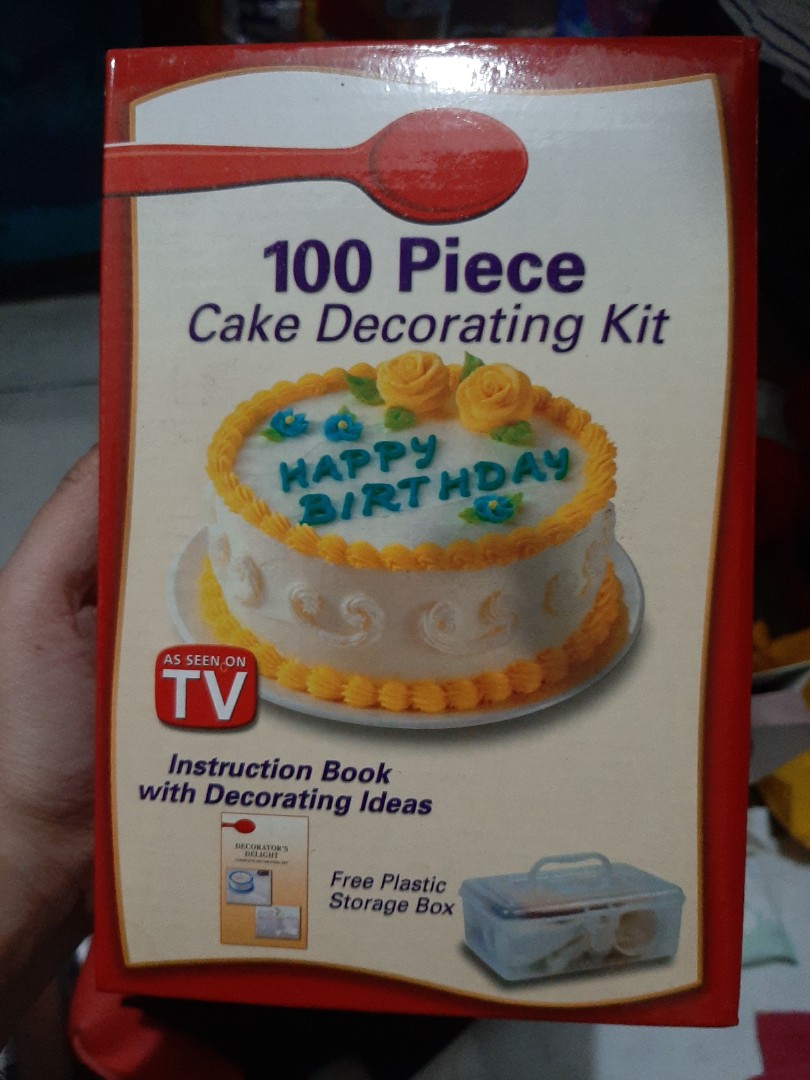 100 Piece
Cake Decorating Kit
HAPPY
BIRTHDAY
AS SEEN ON
TV
Instruction Book
with Decorating Ideas
DECORATOR'S
DELIGHT
Free Plastic
Storage Box